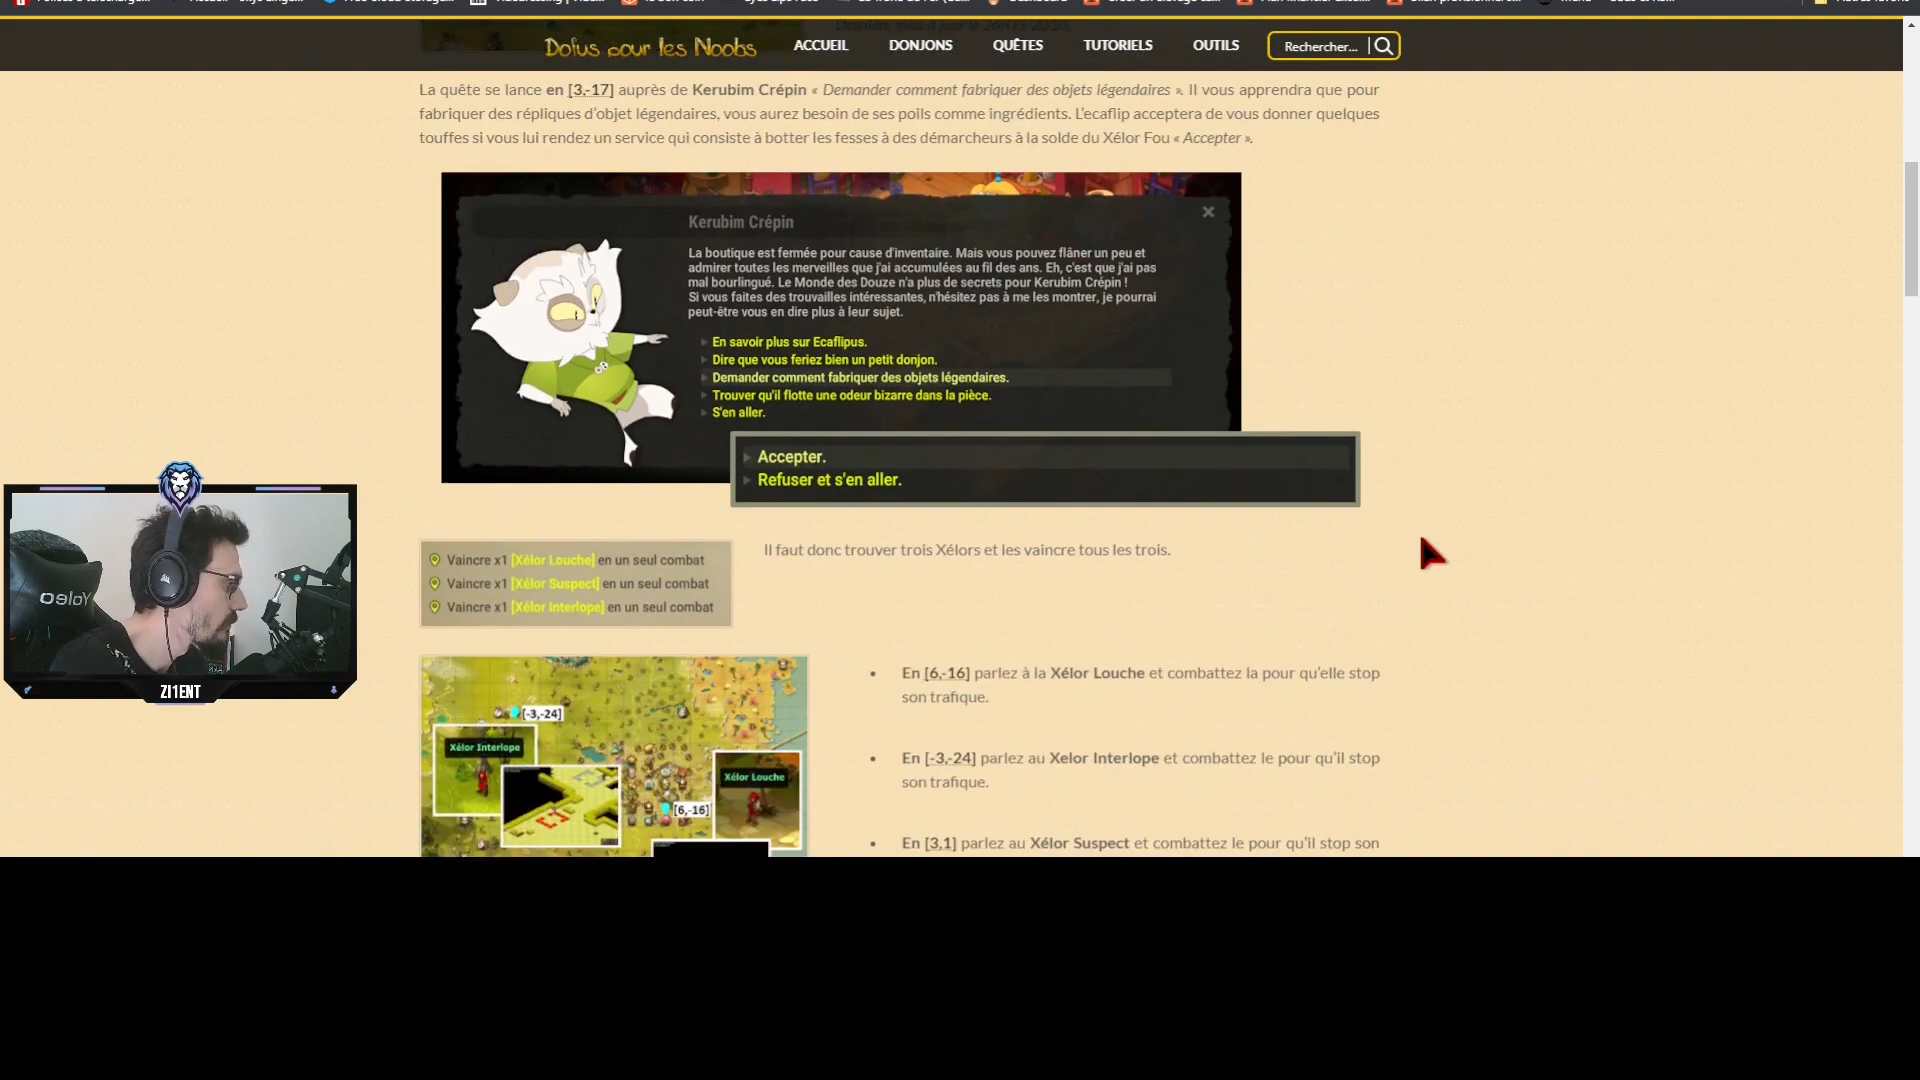 Dofus pour les Noobs ACCUEIL DONJONS QUÊTES TUTORIELS OUTILS Rechercher...
La quête se lance en [3,-17] auprès de Kerubim Crépin « Demander comment fabriquer des objets légendaires ». Il vous apprendra que pour
fabriquer des répliques d'objet légendaires, vous aurez besoin de ses poils comme ingrédients. L'ecaflip acceptera de vous donner quelques
touffes si vous lui rendez un service qui consiste à botter les fesses à des démarcheurs à la solde du Xélor Fou « Accepter ».
Kerubim Crépin
La boutique est fermée pour cause d'inventaire. Mais vous pouvez flâner un peu et
admirer toutes les merveilles que j'ai accumulées au fil des ans. Eh, c'est que j'ai pas
mal bourlingué. Le Monde des Douze n'a plus de secrets pour Kerubim Crépin !
Si vous faites des trouvailles intéressantes, n'hésitez pas à me les montrer, je pourrai
peut-être vous en dire plus à leur sujet.
En savoir plus sur Ecaflipus.
Dire que vous feriez bien un petit donjon.
Demander comment fabriquer des objets légendaires.
Trouver qu'il flotte une odeur bizarre dans la pièce.
S'en aller.
Accepter.
Refuser et s'en aller.
Vaincre x1 [Xélor Louche] en un seul combat
Vaincre x1 [Xélor Suspect] en un seul combat
Vaincre x1 [Xélor Interlope] en un seul combat
Il faut donc trouver trois Xélors et les vaincre tous les trois.
ZI1ENT
[-3,-24]
Xélor Interlope
Xélor Louche
[6,-16]
• En [6,-16] parlez à la Xélor Louche et combattez la pour qu'elle stop
son trafique.
• En [-3,-24] parlez au Xelor Interlope et combattez le pour qu'il stop
son trafique.
• En [3,1] parlez au Xélor Suspect et combattez le pour qu'il stop son